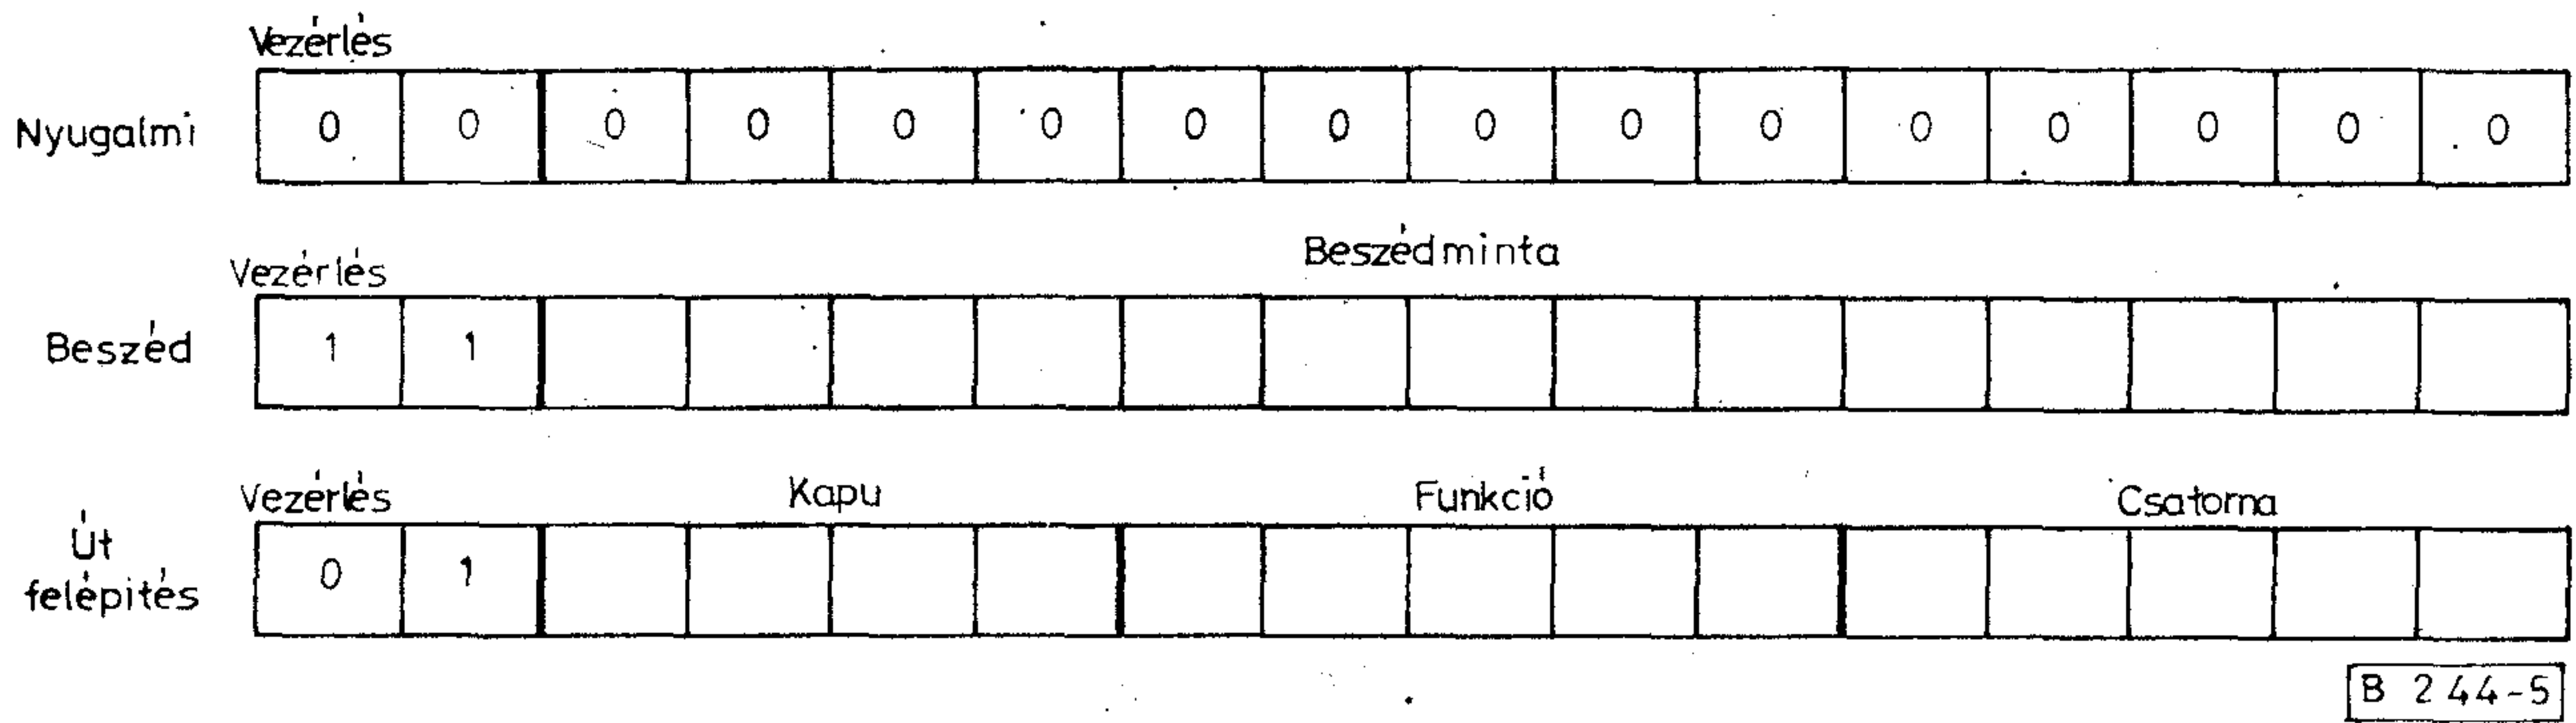 Vezérlés
Nyugalmi 0 0 0 0 0 0 0 0 0 0 0 0 0 0 0 0
Vezérlés Beszédminta
Beszéd 1 1
Vezérlés Kapu Funkció Csatorna
Út
felépités 0 1
B 244-5